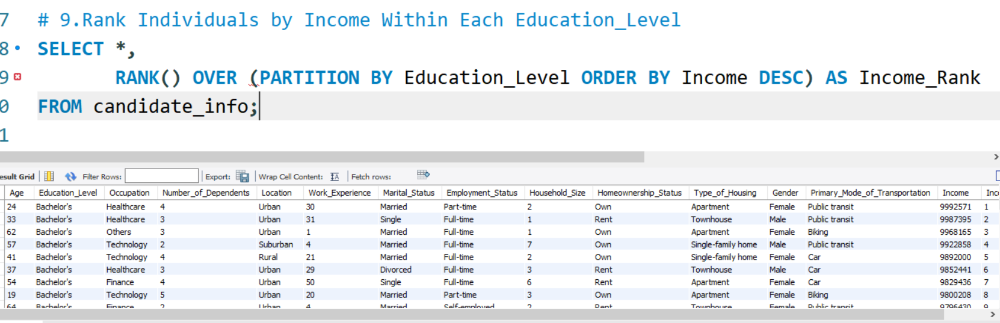 7 # 9.Rank Individuals by Income Within Each Education_Level
8 SELECT *,
9 RANK() OVER (PARTITION BY Education_Level ORDER BY Income DESC) AS Income_Rank
0 FROM candidate_info;
1
esult Grid Filter Rows: Export: Wrap Cell Content: Fetch rows:
Age Education_Level Occupation Number_of_Dependents Location Work_Experience Marital_Status Employment_Status Household_Size Homeownership_Status Type_of_Housing Gender Primary_Mode_of_Transportation Income Inc
24 Bachelor's Healthcare 4 Urban 30 Married Part-time 2 Own Apartment Female Public transit 9992571 1
33 Bachelor's Healthcare 3 Urban 31 Single Full-time 1 Rent Townhouse Male Public transit 9987395 2
62 Bachelor's Others 3 Urban 1 Married Full-time 1 Own Apartment Female Biking 9968165 3
57 Bachelor's Technology 2 Suburban 4 Married Full-time 7 Own Single-family home Male Public transit 9922858 4
41 Bachelor's Technology 4 Rural 21 Married Full-time 2 Own Single-family home Female Car 9892000 5
37 Bachelor's Healthcare 3 Urban 29 Divorced Full-time 3 Rent Townhouse Male Car 9852441 6
54 Bachelor's Finance 4 Urban 50 Single Full-time 6 Rent Apartment Female Car 9829436 7
19 Bachelor's Technology 5 Urban 20 Married Part-time 3 Own Apartment Female Biking 9800208 8
64 Bachelor's Finance 2 Urban 4 Married Self-employed 2 Rent Townhouse Female Public transit 9796430 9